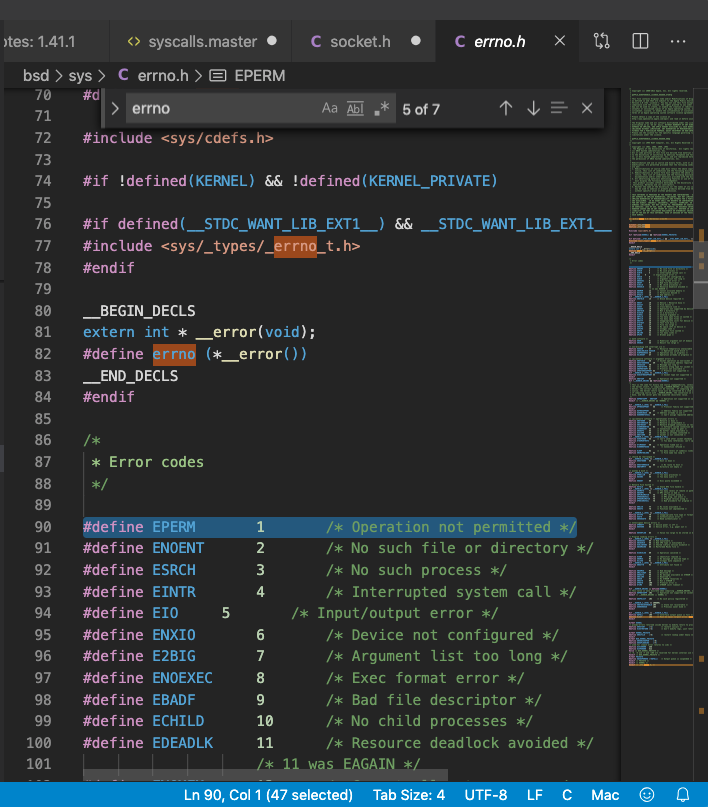 otes: 1.41.1
syscalls.master
C socket.h
C errno.h
bsd > sys > C errno.h > EPERM
errno Aa Abl .* 5 of 7
70 #d
71
72 #include <sys/cdefs.h>
73
74 #if !defined(KERNEL) && !defined(KERNEL_PRIVATE)
75
76 #if defined(__STDC_WANT_LIB_EXT1__) && __STDC_WANT_LIB_EXT1__
77 #include <sys/_types/_errno_t.h>
78 #endif
79
80 __BEGIN_DECLS
81 extern int * __error(void);
82 #define errno (*__error())
83 __END_DECLS
84 #endif
85
86 /*
87 * Error codes
88 */
89
90 #define EPERM 1 /* Operation not permitted */
91 #define ENOENT 2 /* No such file or directory */
92 #define ESRCH 3 /* No such process */
93 #define EINTR 4 /* Interrupted system call */
94 #define EIO 5 /* Input/output error */
95 #define ENXIO 6 /* Device not configured */
96 #define E2BIG 7 /* Argument list too long */
97 #define ENOEXEC 8 /* Exec format error */
98 #define EBADF 9 /* Bad file descriptor */
99 #define ECHILD 10 /* No child processes */
100 #define EDEADLK 11 /* Resource deadlock avoided */
101 /* 11 was EAGAIN */
Ln 90, Col 1 (47 selected) Tab Size: 4 UTF-8 LF C Mac